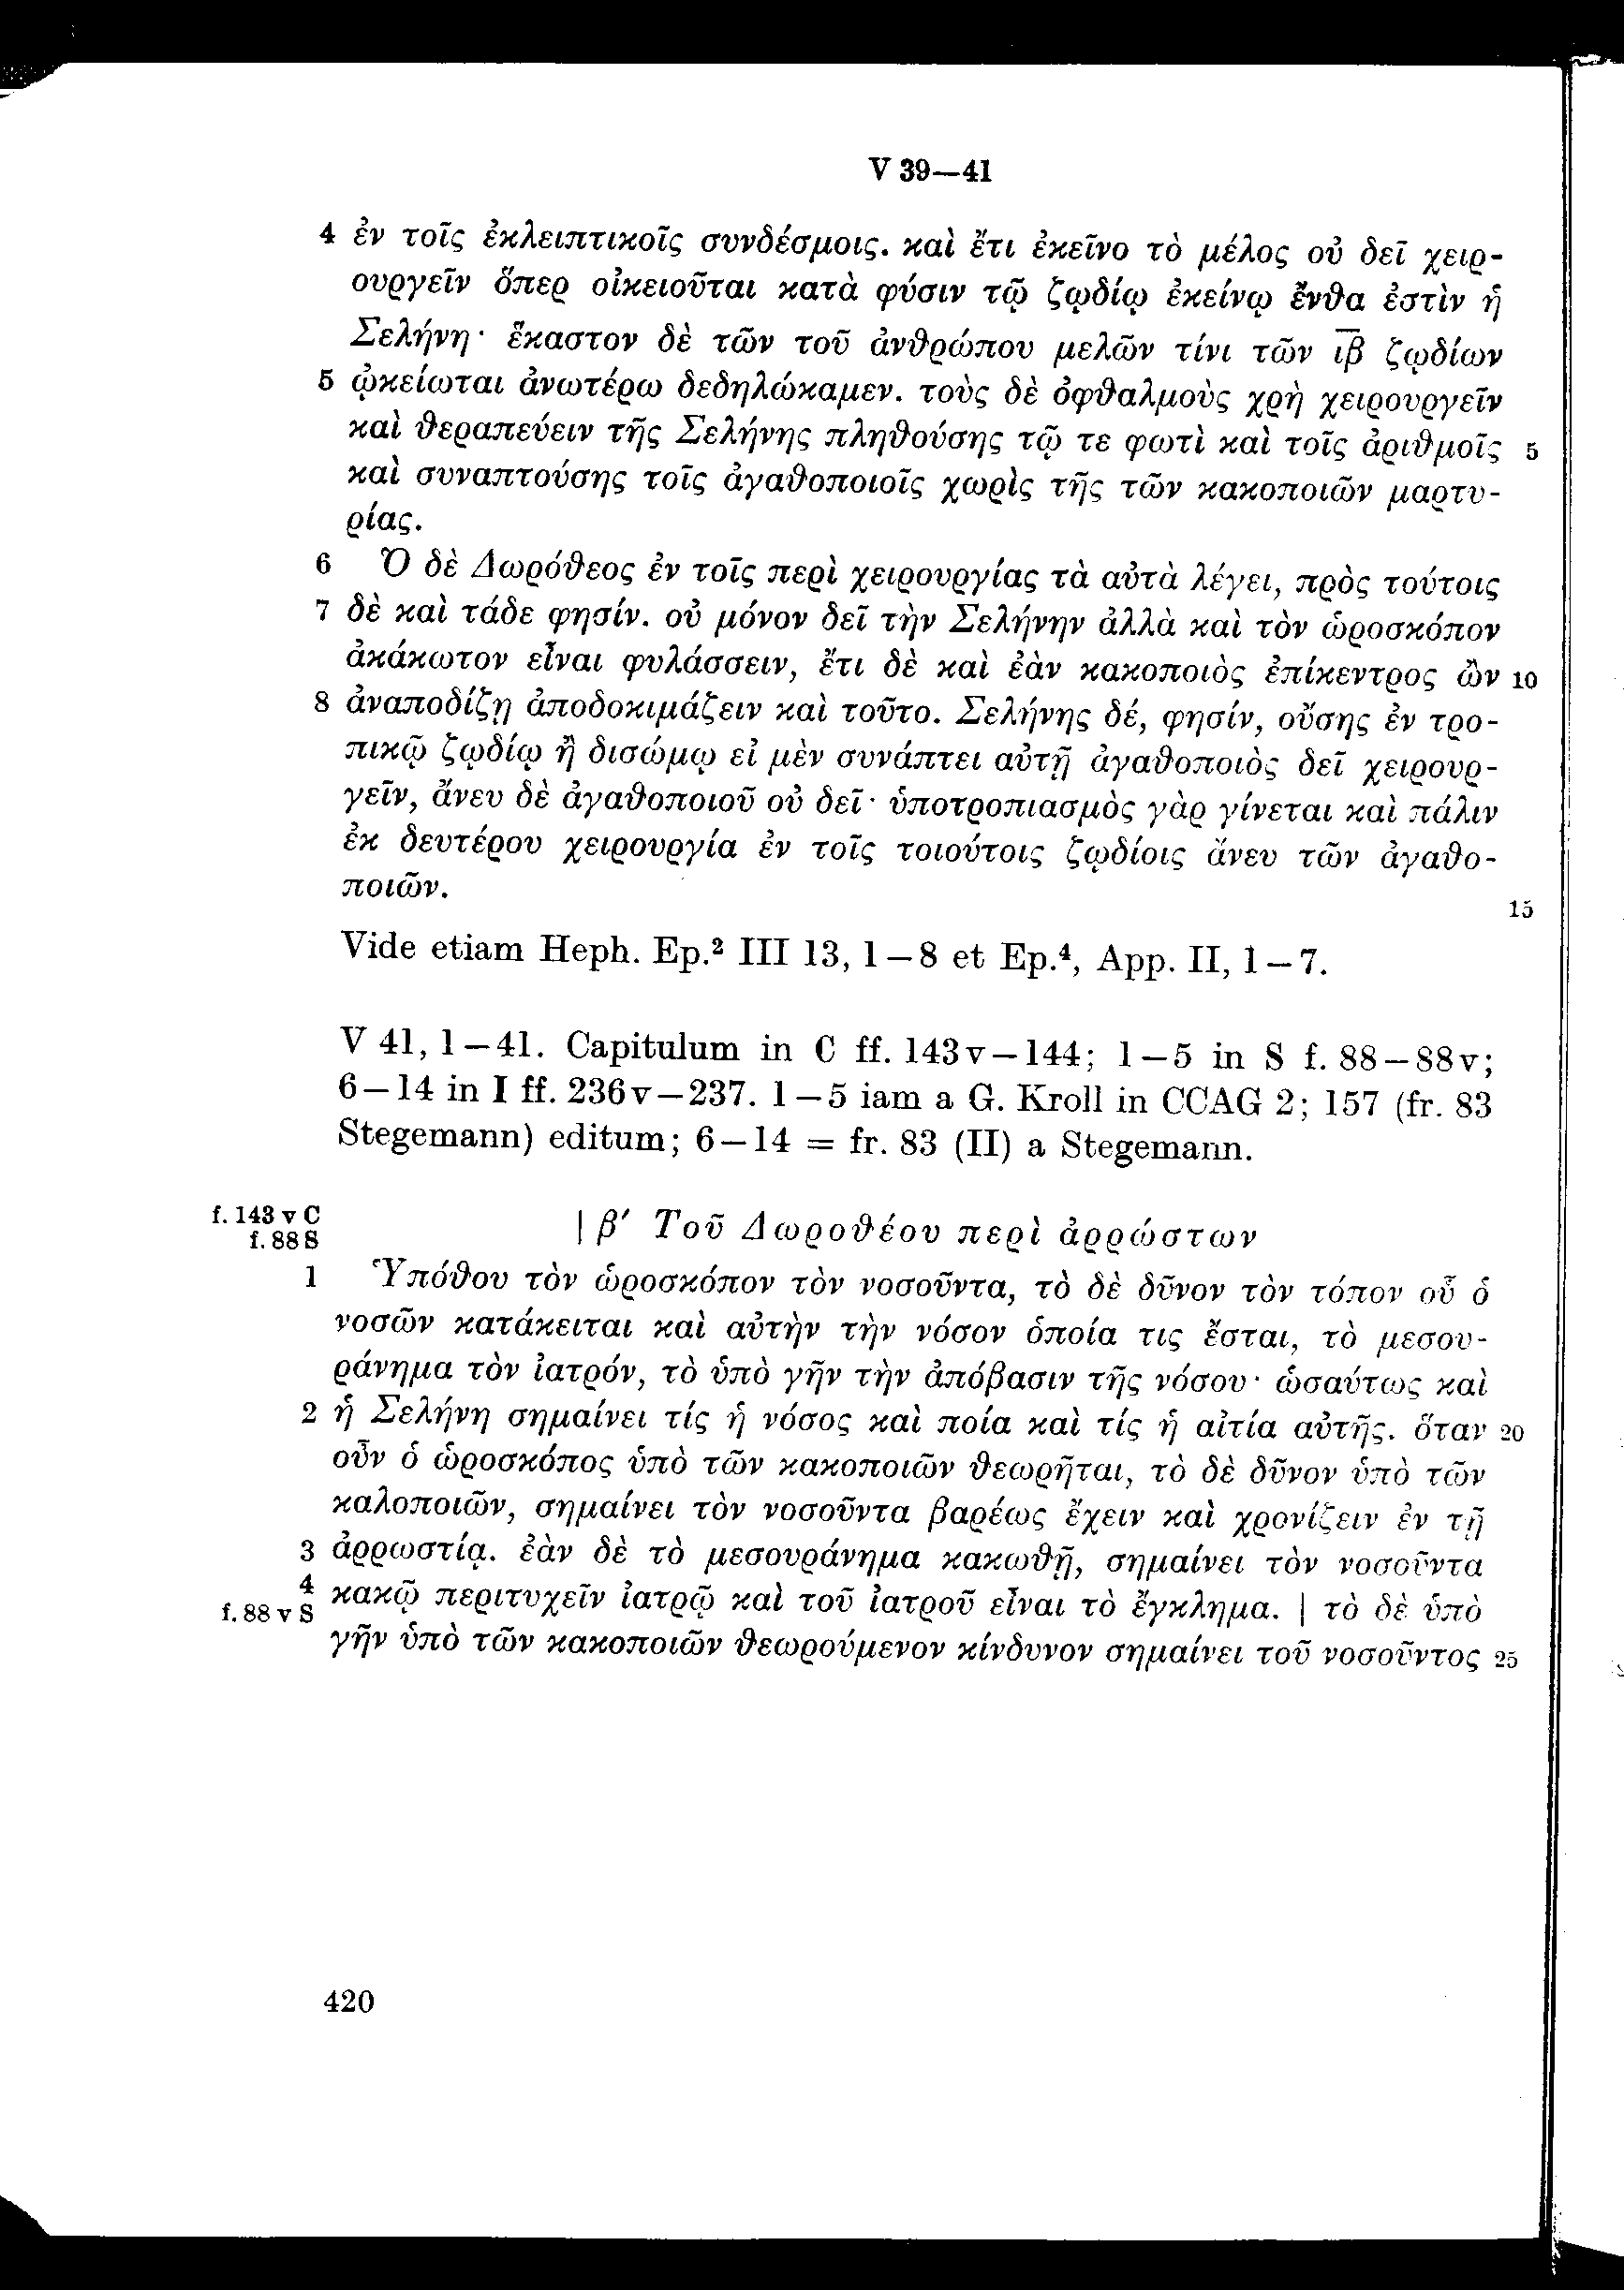 V 39—41
4 ἐν τοῖς ἐκλειπτικοῖς συνδέσμοις. καὶ ἔτι ἐκεῖνο τὸ μέλος οὐ δεῖ χειρ-
ουργεῖν ὅπερ οἰκειοῦται κατὰ φύσιν τῷ ζῳδίῳ ἐκείνῳ ἔνθα ἐστὶν ἡ
Σελήνη· ἕκαστον δὲ τῶν τοῦ ἀνθρώπου μελῶν τίνι τῶν ι̅β̅ ζῳδίων
5 ᾠκείωται ἀνωτέρω δεδηλώκαμεν. τοὺς δὲ ὀφθαλμοὺς χρὴ χειρουργεῖν
καὶ θεραπεύειν τῆς Σελήνης πληθούσης τῷ τε φωτὶ καὶ τοῖς ἀριθμοῖς 5
καὶ συναπτούσης τοῖς ἀγαθοποιοῖς χωρὶς τῆς τῶν κακοποιῶν μαρτυ-
ρίας.
6 Ὁ δὲ Δωρόθεος ἐν τοῖς περὶ χειρουργίας τὰ αὐτὰ λέγει, πρὸς τούτοις
7 δὲ καὶ τάδε φησίν. οὐ μόνον δεῖ τὴν Σελήνην ἀλλὰ καὶ τὸν ὡροσκόπον
ἀκάκωτον εἶναι φυλάσσειν, ἔτι δὲ καὶ ἐὰν κακοποιὸς ἐπίκεντρος ὢν 10
8 ἀναποδίζῃ ἀποδοκιμάζειν καὶ τοῦτο. Σελήνης δέ, φησίν, οὔσης ἐν τρο-
πικῷ ζῳδίῳ ἢ δισώμῳ εἰ μὲν συνάπτει αὐτῇ ἀγαθοποιὸς δεῖ χειρουρ-
γεῖν, ἄνευ δὲ ἀγαθοποιοῦ οὐ δεῖ· ὑποτροπιασμὸς γὰρ γίνεται καὶ πάλιν
ἐκ δευτέρου χειρουργία ἐν τοῖς τοιούτοις ζῳδίοις ἄνευ τῶν ἀγαθο-
ποιῶν. 15
Vide etiam Heph. Ep.² III 13, 1–8 et Ep.⁴, App. II, 1–7.
V 41, 1–41. Capitulum in C ff. 143v–144; 1–5 in S f. 88–88v;
6–14 in I ff. 236v–237. 1–5 iam a G. Kroll in CCAG 2; 157 (fr. 83
Stegemann) editum; 6–14 = fr. 83 (II) a Stegemann.
f. 143 v C
f. 88 S
| β′ Τοῦ Δωροθέου περὶ ἀρρώστων
1 Ὑπόθου τὸν ὡροσκόπον τὸν νοσοῦντα, τὸ δὲ δῦνον τὸν τόπον οὗ ὁ
νοσῶν κατάκειται καὶ αὐτὴν τὴν νόσον ὁποία τις ἔσται, τὸ μεσου-
ράνημα τὸν ἰατρόν, τὸ ὑπὸ γῆν τὴν ἀπόβασιν τῆς νόσου· ὡσαύτως καὶ
2 ἡ Σελήνη σημαίνει τίς ἡ νόσος καὶ ποία καὶ τίς ἡ αἰτία αὐτῆς. ὅταν 20
οὖν ὁ ὡροσκόπος ὑπὸ τῶν κακοποιῶν θεωρῆται, τὸ δὲ δῦνον ὑπὸ τῶν
καλοποιῶν, σημαίνει τὸν νοσοῦντα βαρέως ἔχειν καὶ χρονίζειν ἐν τῇ
3 ἀρρωστίᾳ. ἐὰν δὲ τὸ μεσουράνημα κακωθῇ, σημαίνει τὸν νοσοῦντα
4 κακῷ περιτυχεῖν ἰατρῷ καὶ τοῦ ἰατροῦ εἶναι τὸ ἔγκλημα. | τὸ δὲ ὑπὸ
f. 88 v S
γῆν ὑπὸ τῶν κακοποιῶν θεωρούμενον κίνδυνον σημαίνει τοῦ νοσοῦντος 25
420